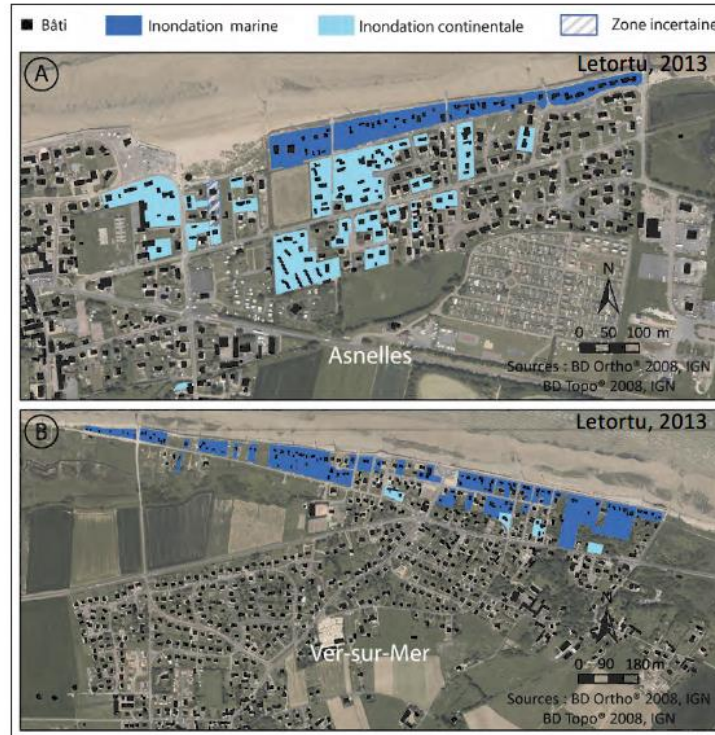 Bâti Inondation marine Inondation continentale Zone incertaine
A
Letortu, 2013
N
0 50 100 m
Asnelles
Sources : BD Ortho® 2008, IGN
BD Topo® 2008, IGN
B
Letortu, 2013
N
Ver-sur-Mer
0 90 180 m
Sources : BD Ortho® 2008, IGN
BD Topo® 2008, IGN